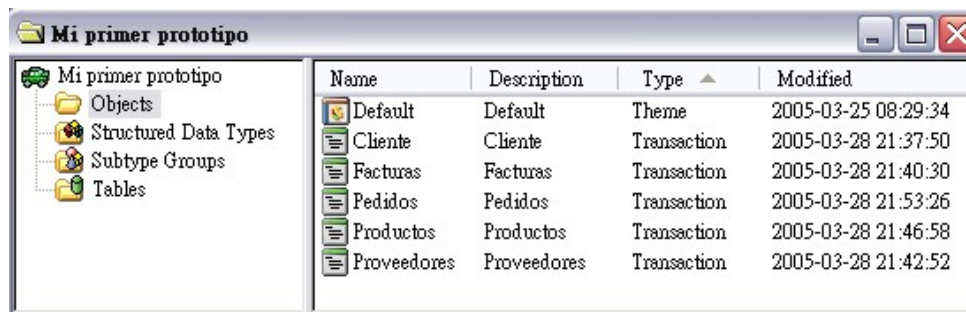 Mi primer prototipo
Mi primer prototipo
Objects
Structured Data Types
Subtype Groups
Tables
Name Description Type Modified
Default Default Theme 2005-03-25 08:29:34
Cliente Cliente Transaction 2005-03-28 21:37:50
Facturas Facturas Transaction 2005-03-28 21:40:30
Pedidos Pedidos Transaction 2005-03-28 21:53:26
Productos Productos Transaction 2005-03-28 21:46:58
Proveedores Proveedores Transaction 2005-03-28 21:42:52